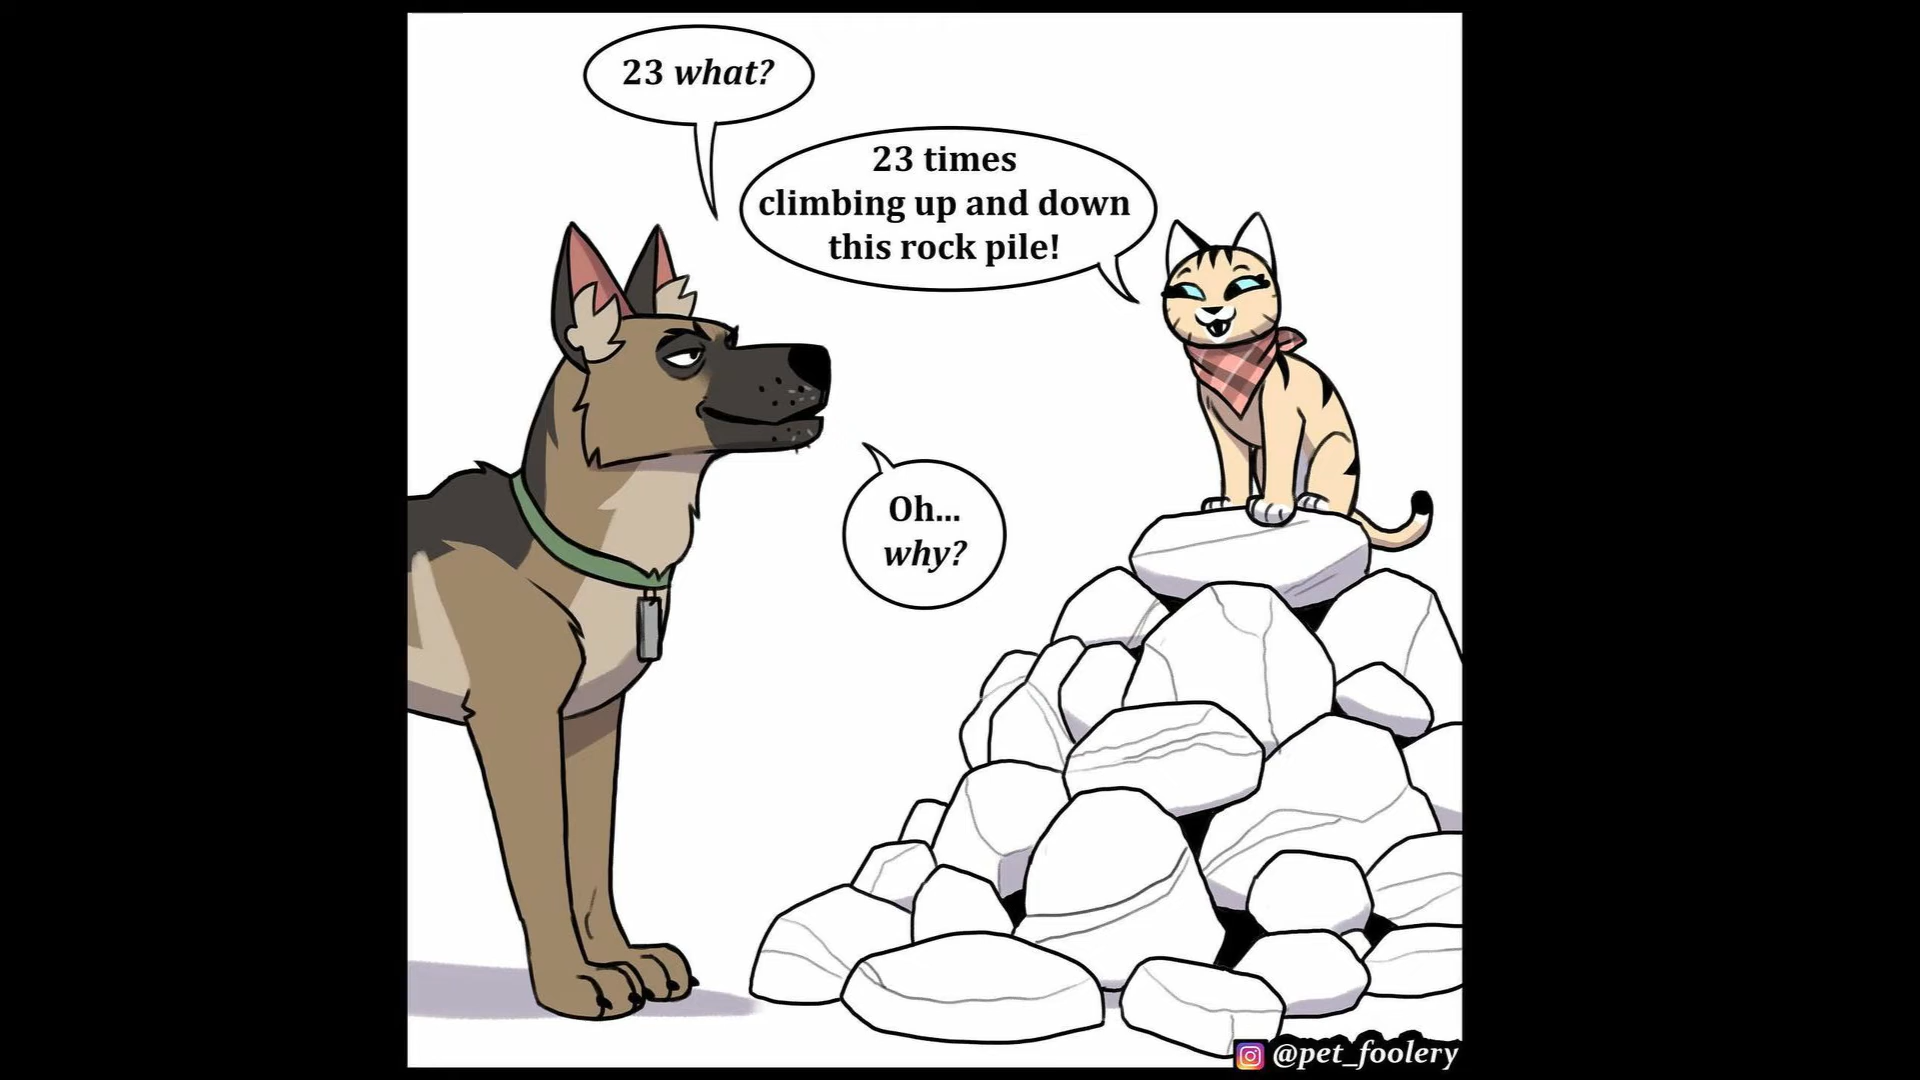 23 what?
23 times
climbing up and down
this rock pile!
Oh...
why?
@pet_foolery